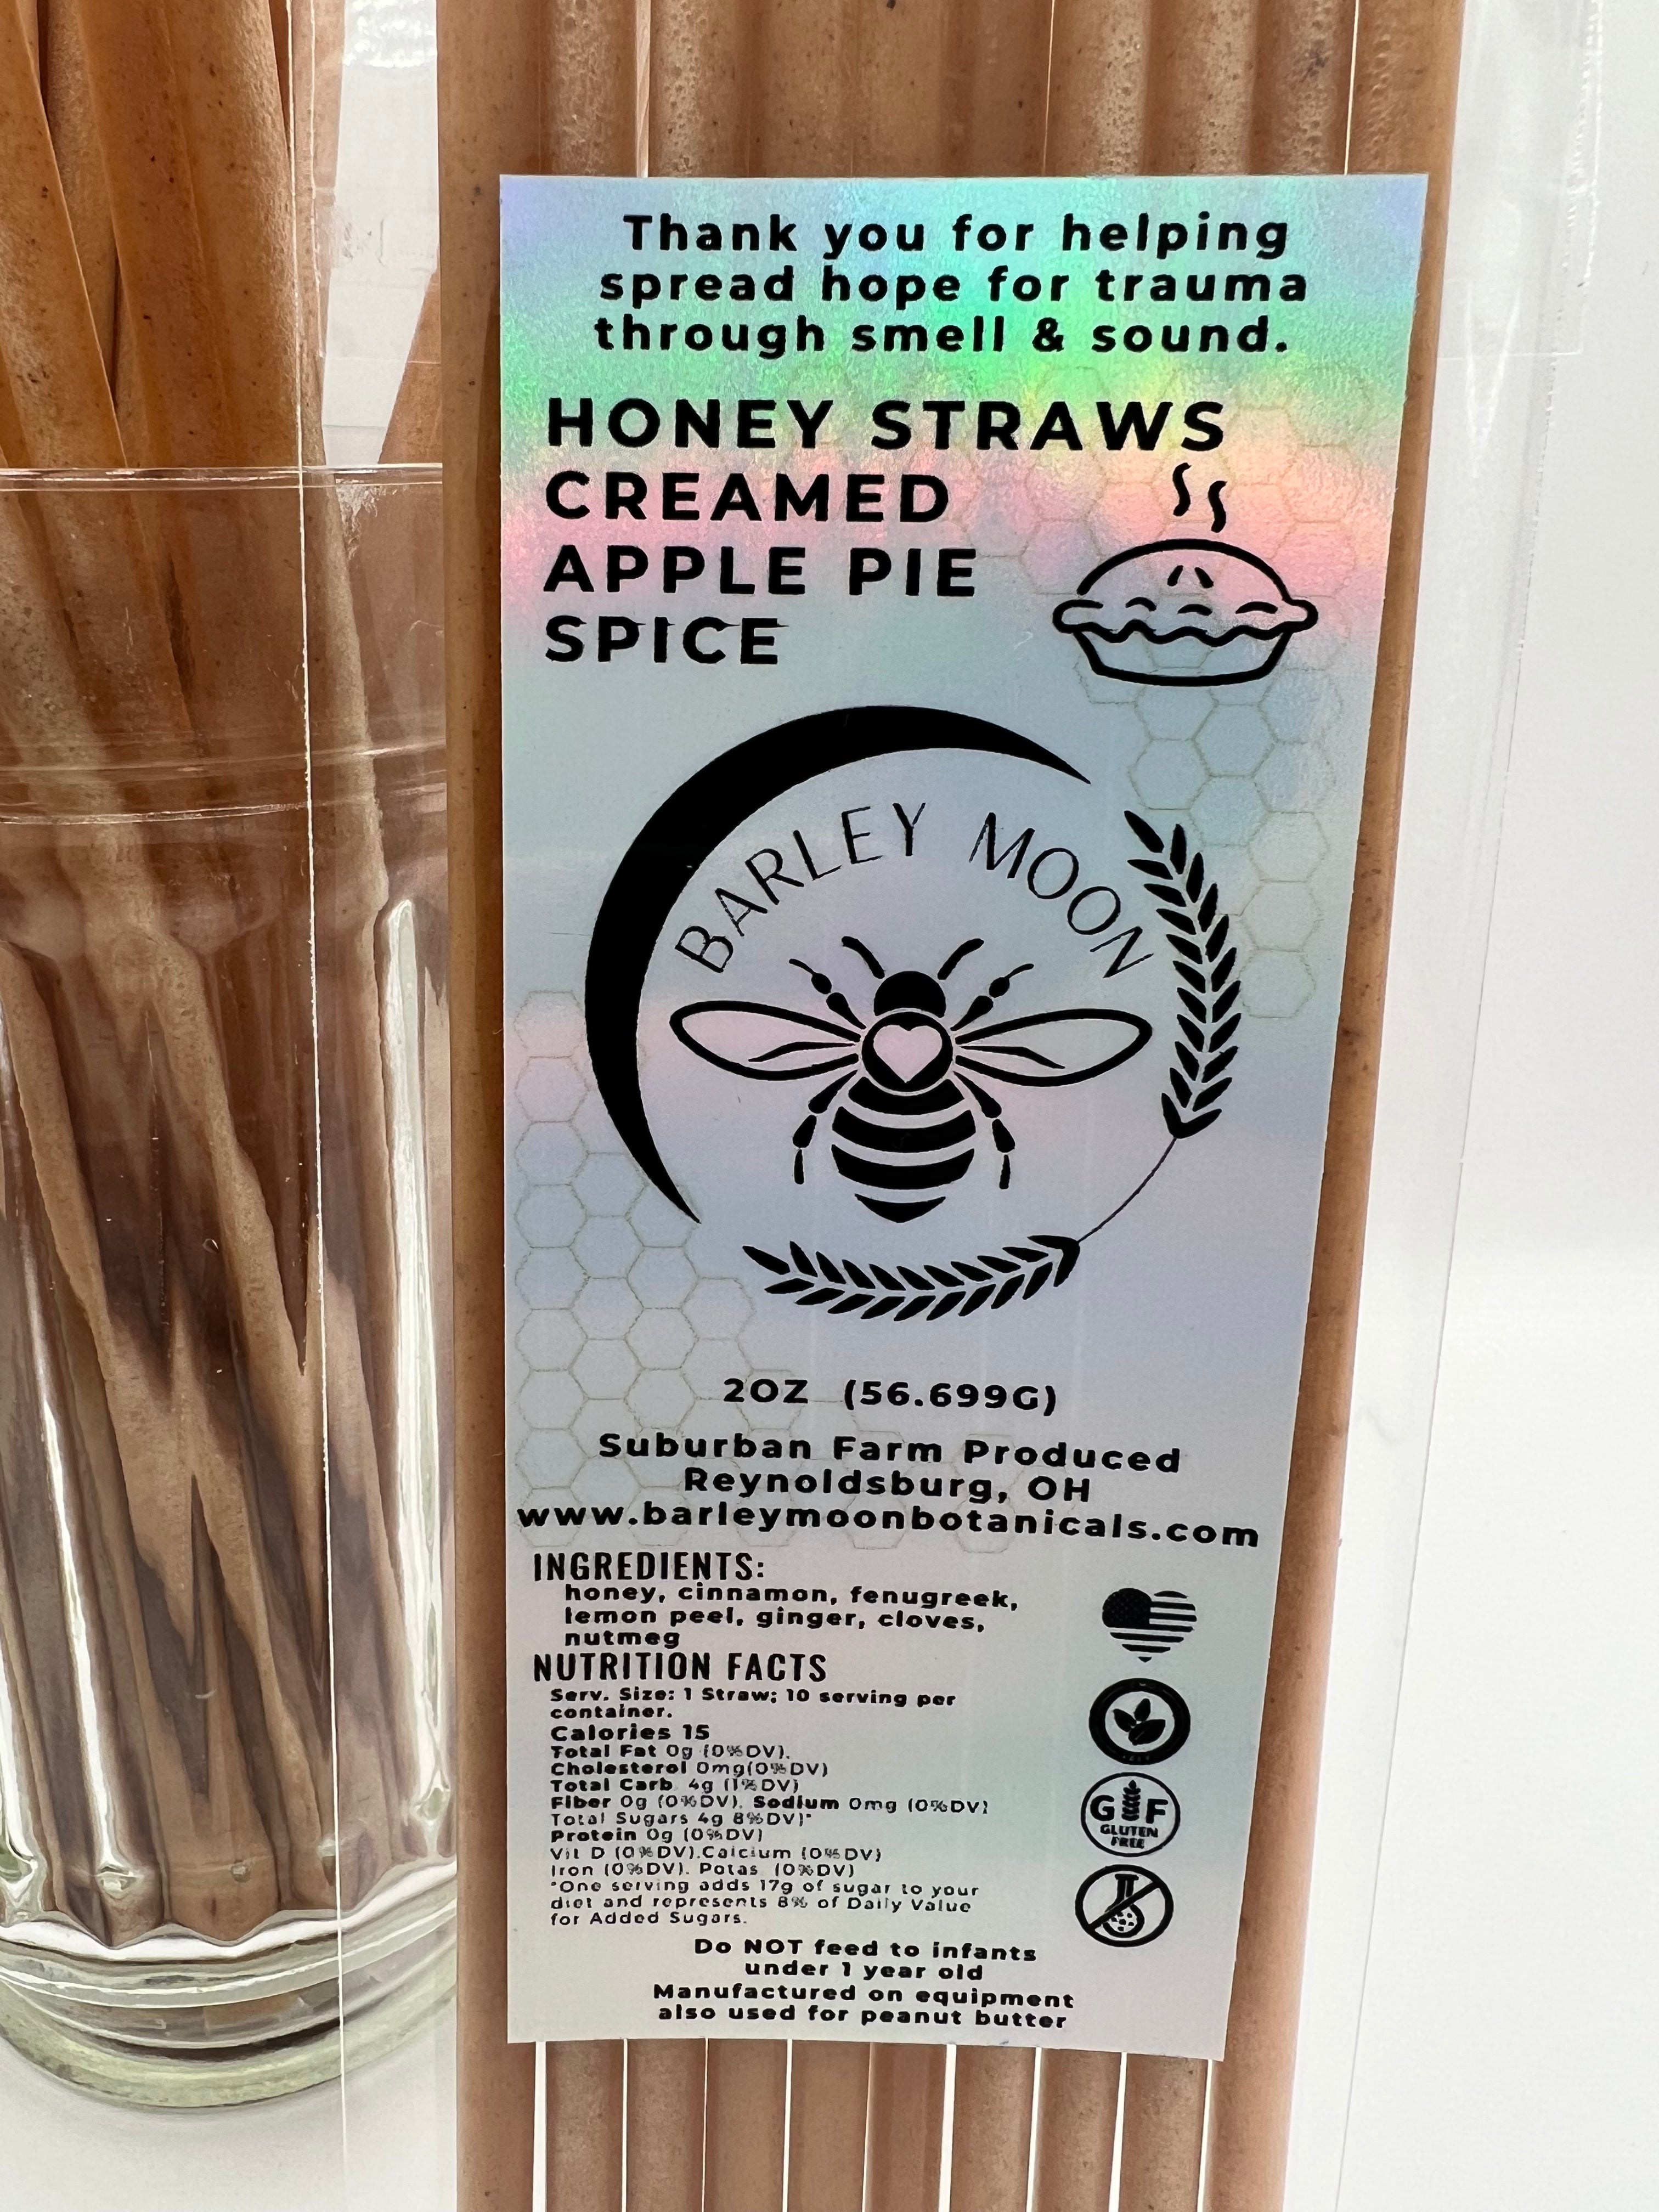 Thank you for helping
spread hope for trauma
through smell & sound.
HONEY STRAWS
CREAMED
APPLE PIE
SPICE
BARLEY MOON
2OZ (56.699G)
Suburban Farm Produced
Reynoldsburg, OH
www.barleymoonbotanicals.com
INGREDIENTS:
honey, cinnamon, fenugreek,
lemon peel, ginger, cloves,
nutmeg
NUTRITION FACTS
Serv. Size: 1 Straw; 10 serving per
container.
Calories 15
Total Fat 0g (0%DV).
Cholesterol 0mg(0%DV)
Total Carb 4g (1%DV)
Fiber 0g (0%DV). Sodium 0mg (0%DV)
Total Sugars 4g 8%DV)*
Protein 0g (0%DV)
Vit D (0%DV).Calcium (0%DV)
Iron (0%DV). Potas (0%DV)
*One serving adds 17g of sugar to your
diet and represents 8% of Daily Value
for Added Sugars.
GF
GLUTEN
FREE
Do NOT feed to infants
under 1 year old
Manufactured on equipment
also used for peanut butter